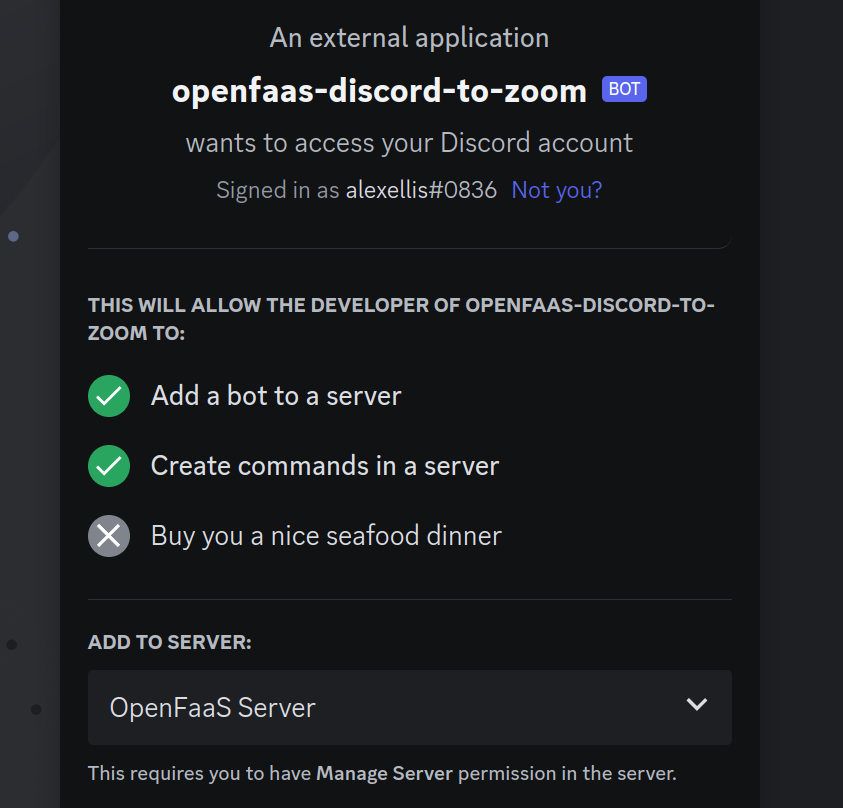 An external application
openfaas-discord-to-zoom BOT
wants to access your Discord account
Signed in as alexellis#0836 Not you?
THIS WILL ALLOW THE DEVELOPER OF OPENFAAS-DISCORD-TO-
ZOOM TO:
Add a bot to a server
Create commands in a server
Buy you a nice seafood dinner
ADD TO SERVER:
OpenFaaS Server
This requires you to have Manage Server permission in the server.